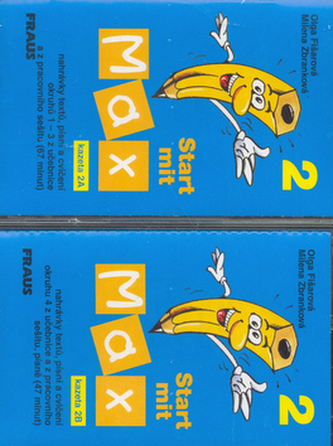 Olga Fišarová
Milena Zbranková
2
Start
mit
Max
kazeta 2A
nahrávky textů, písní a cvičení
okruhů 1 – 3 z učebnice
a z pracovního sešitu (67 minut)
FRAUS
Olga Fišarová
Milena Zbranková
2
Start
mit
Max
kazeta 2B
nahrávky textů, písní a cvičení
okruhu 4 z učebnice a z pracovního
sešitu, písně (47 minut)
FRAUS